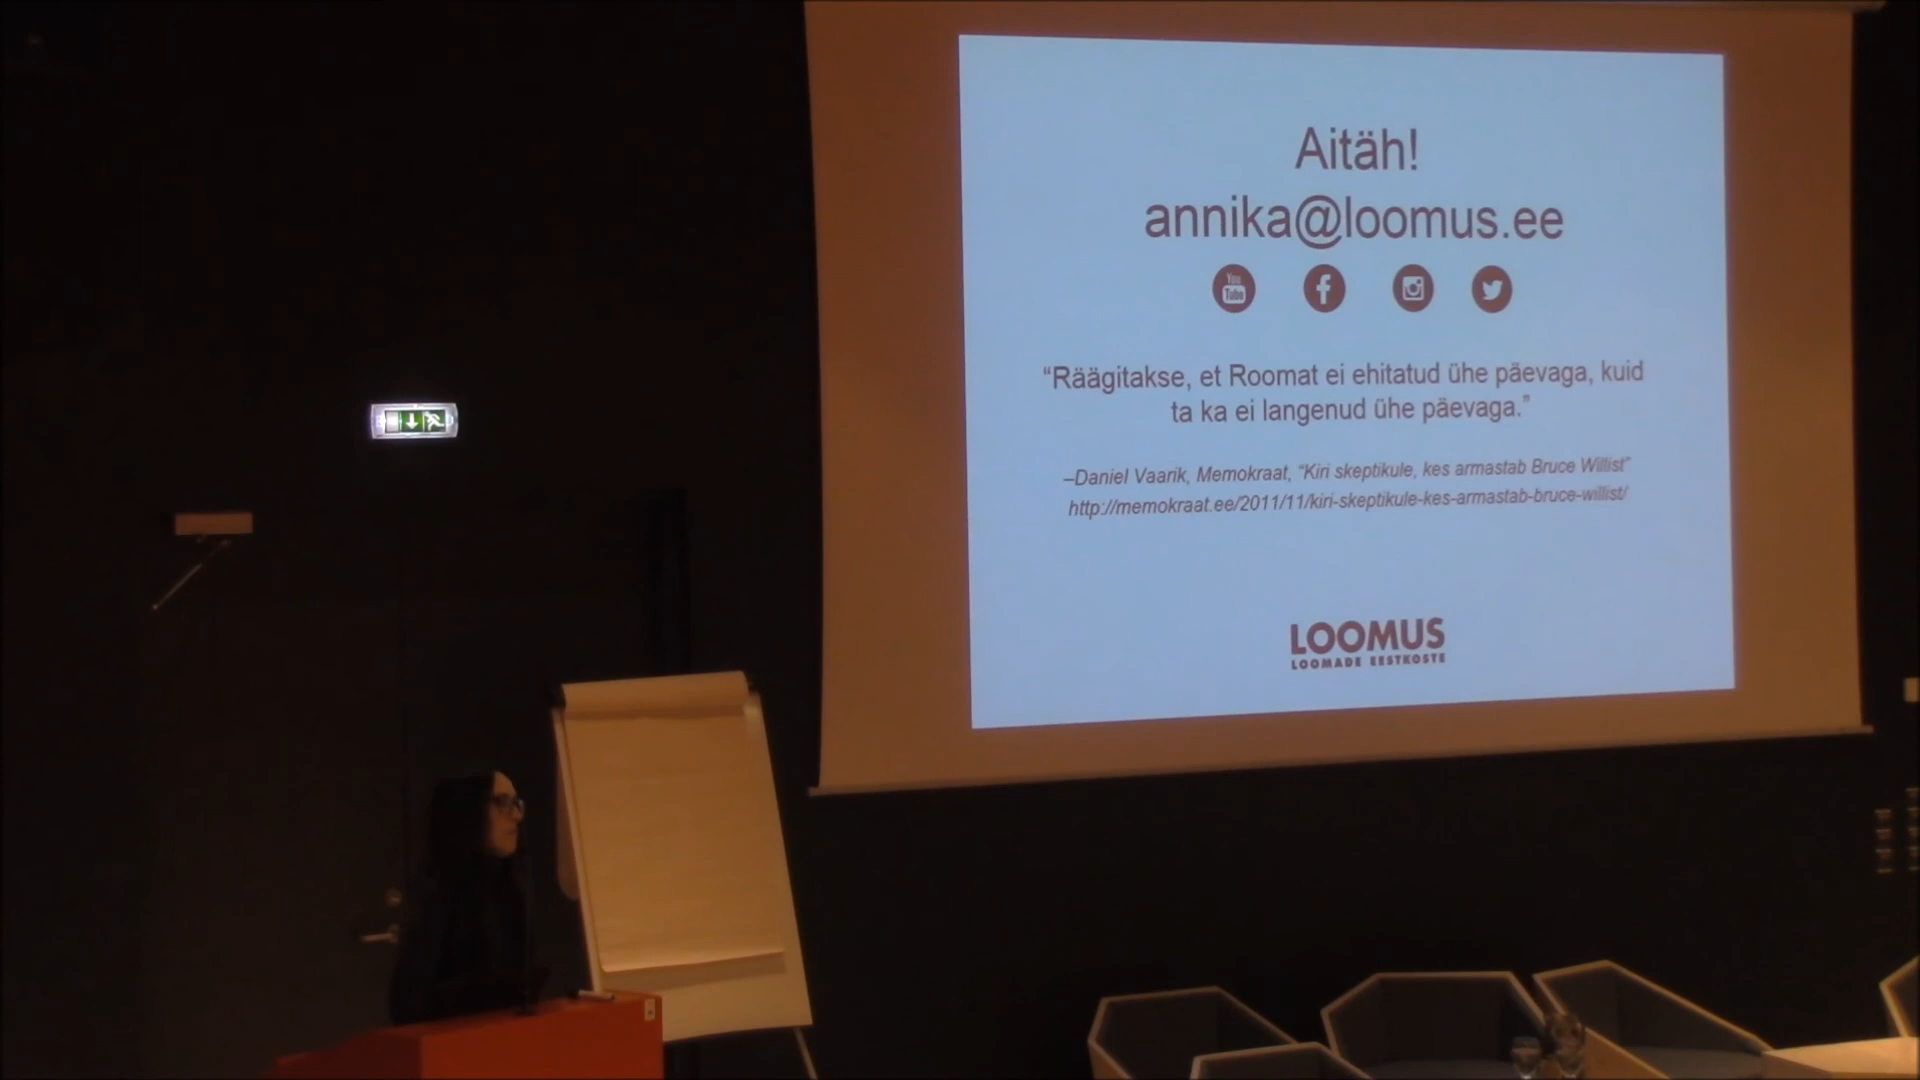 Aitäh!
annika@loomus.ee
You
Tube
“Räägitakse, et Roomat ei ehitatud ühe päevaga, kuid
ta ka ei langenud ühe päevaga.”
–Daniel Vaarik, Memokraat, “Kiri skeptikule, kes armastab Bruce Willist”
http://memokraat.ee/2011/11/kiri-skeptikule-kes-armastab-bruce-willist/
LOOMUS
LOOMADE EESTKOSTE